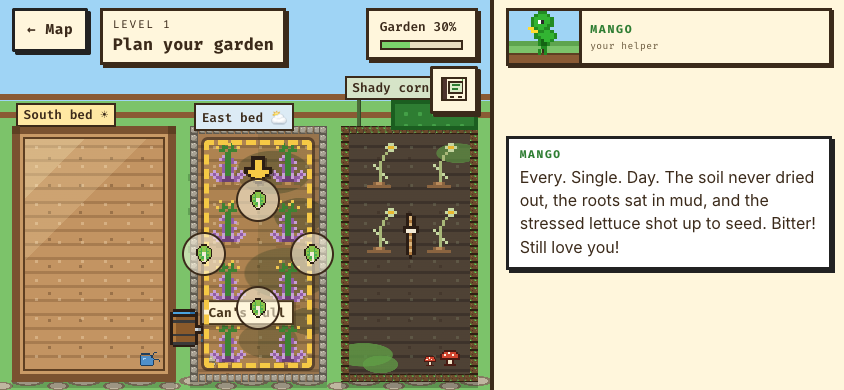 ← Map
LEVEL 1
Plan your garden
Garden 30%
Shady corn
South bed
East bed
MANGO
your helper
MANGO
Every. Single. Day. The soil never dried
out, the roots sat in mud, and the
stressed lettuce shot up to seed. Bitter!
Still love you!